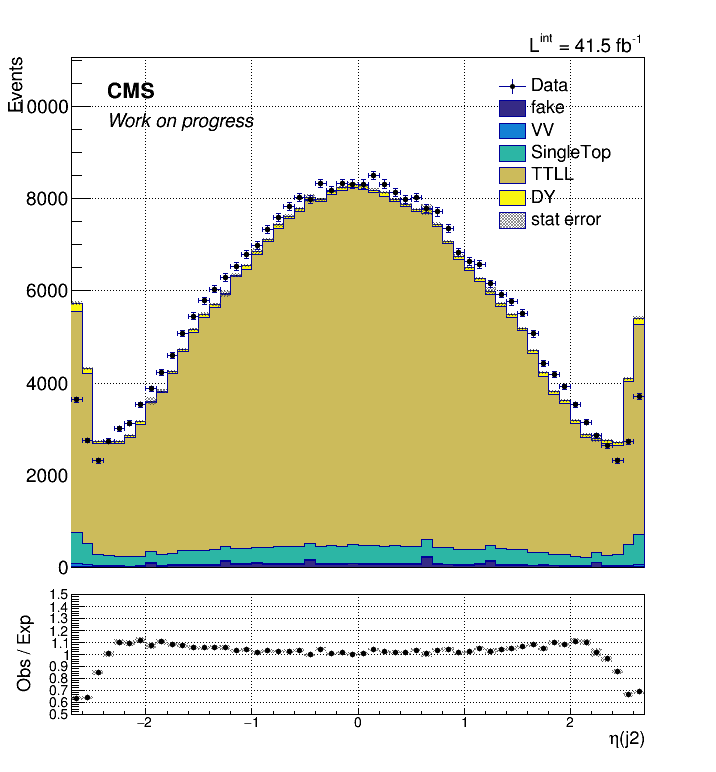 L^int = 41.5 fb^-1
Events
CMS
Work on progress
Data
fake
VV
SingleTop
TTLL
DY
stat error
10000
8000
6000
4000
2000
0
Obs / Exp
1.5
1.4
1.3
1.2
1.1
1
0.9
0.8
0.7
0.6
0.5
−2 −1 0 1 2
η(j2)